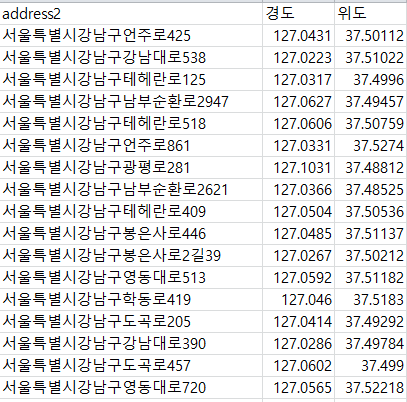 address2 경도 위도
서울특별시강남구언주로425 127.0431 37.50112
서울특별시강남구강남대로538 127.0223 37.51022
서울특별시강남구테헤란로125 127.0317 37.4996
서울특별시강남구남부순환로2947 127.0627 37.49457
서울특별시강남구테헤란로518 127.0606 37.50759
서울특별시강남구언주로861 127.0331 37.5274
서울특별시강남구광평로281 127.1031 37.48812
서울특별시강남구남부순환로2621 127.0366 37.48525
서울특별시강남구테헤란로409 127.0504 37.50536
서울특별시강남구봉은사로446 127.0485 37.51137
서울특별시강남구봉은사로2길39 127.0267 37.50212
서울특별시강남구영동대로513 127.0592 37.51182
서울특별시강남구학동로419 127.046 37.5183
서울특별시강남구도곡로205 127.0414 37.49292
서울특별시강남구강남대로390 127.0286 37.49784
서울특별시강남구도곡로457 127.0602 37.499
서울특별시강남구영동대로720 127.0565 37.52218